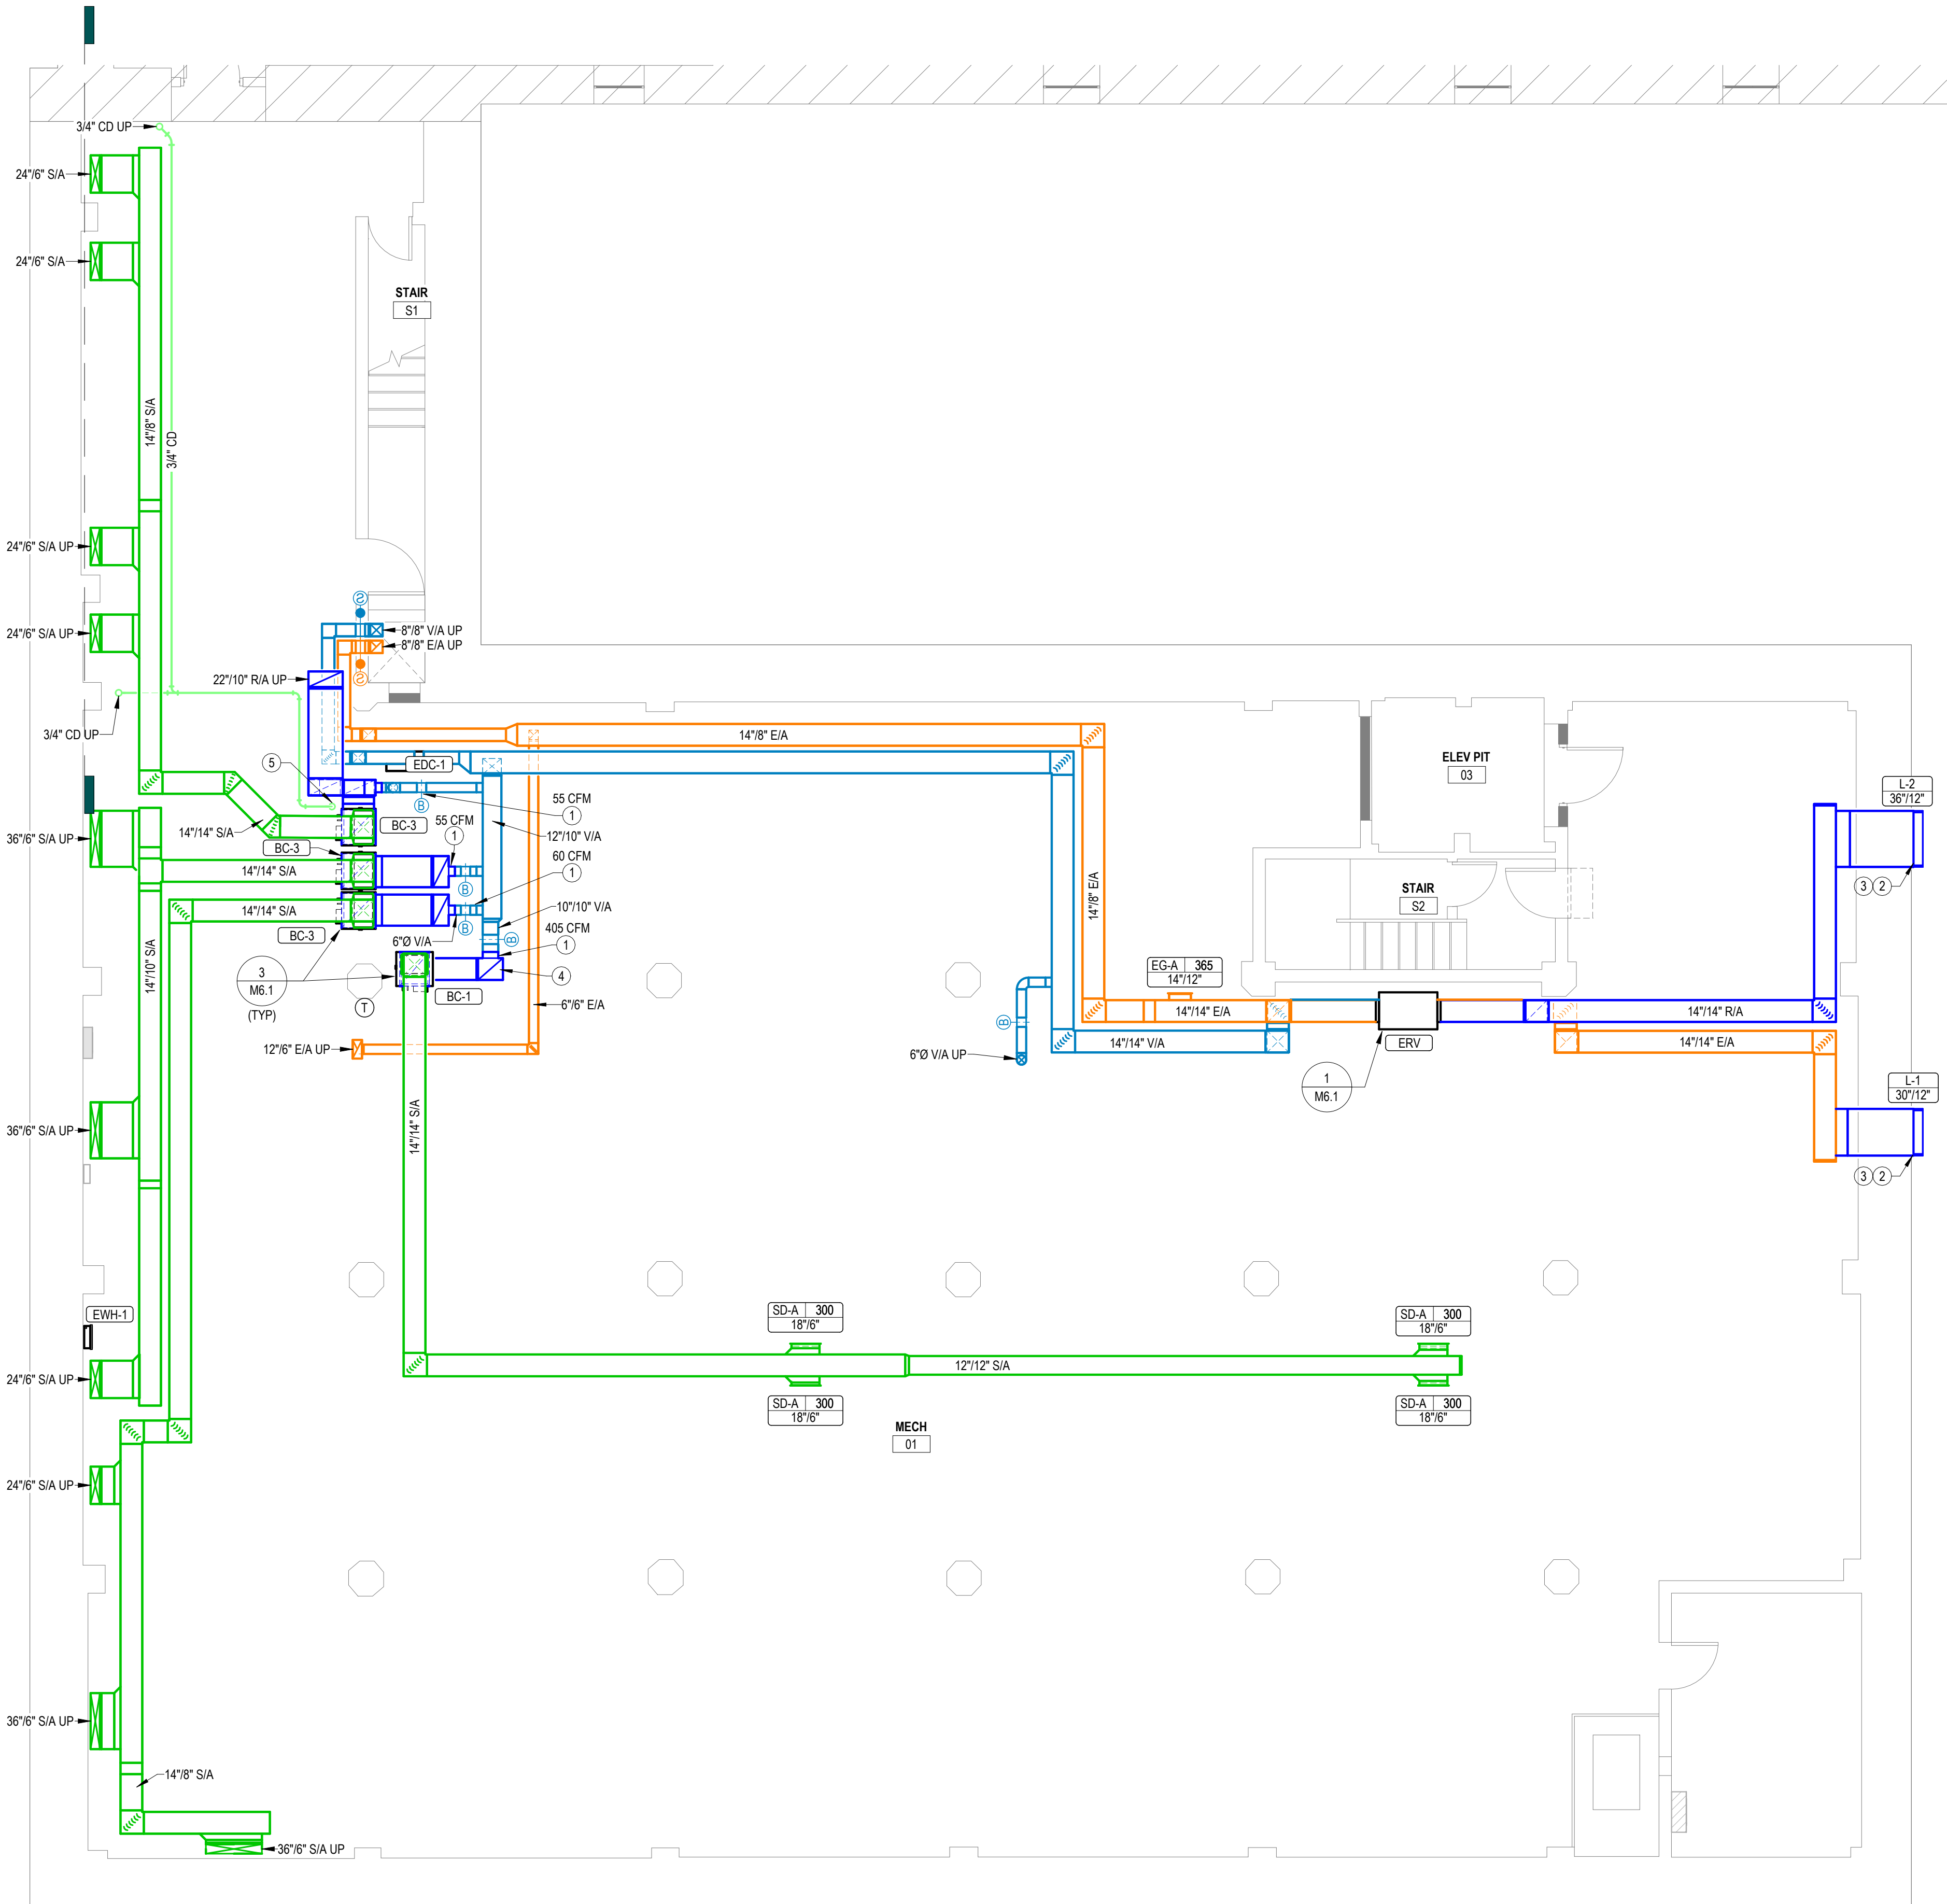 3/4" CD UP
24"/6" S/A
24"/6" S/A
STAIR
S1
14"/8" S/A
3/4" CD
24"/6" S/A UP
24"/6" S/A UP
S
8"/8" V/A UP
8"/8" E/A UP
S
22"/10" R/A UP
3/4" CD UP
14"/8" E/A
EDC-1
5
B
55 CFM
1
12"/10" V/A
14"/14" S/A
BC-3
55 CFM
1
36"/6" S/A UP
BC-3
60 CFM
1
14"/14" S/A
B
14"/14" S/A
BC-3
6"Ø V/A
B
10"/10" V/A
405 CFM
1
B
4
14"/10" S/A
3
M6.1
(TYP)
T
BC-1
6"/6" E/A
12"/6" E/A UP
14"/14" S/A
36"/6" S/A UP
ELEV PIT
03
STAIR
S2
14"/8" E/A
EG-A 365
14"/12"
14"/14" E/A
14"/14" V/A
B
6"Ø V/A UP
ERV
1
M6.1
14"/14" R/A
14"/14" E/A
L-2
36"/12"
3 2
L-1
30"/12"
3 2
EWH-1
24"/6" S/A UP
SD-A 300
18"/6"
SD-A 300
18"/6"
12"/12" S/A
SD-A 300
18"/6"
SD-A 300
18"/6"
MECH
01
24"/6" S/A UP
36"/6" S/A UP
14"/8" S/A
36"/6" S/A UP